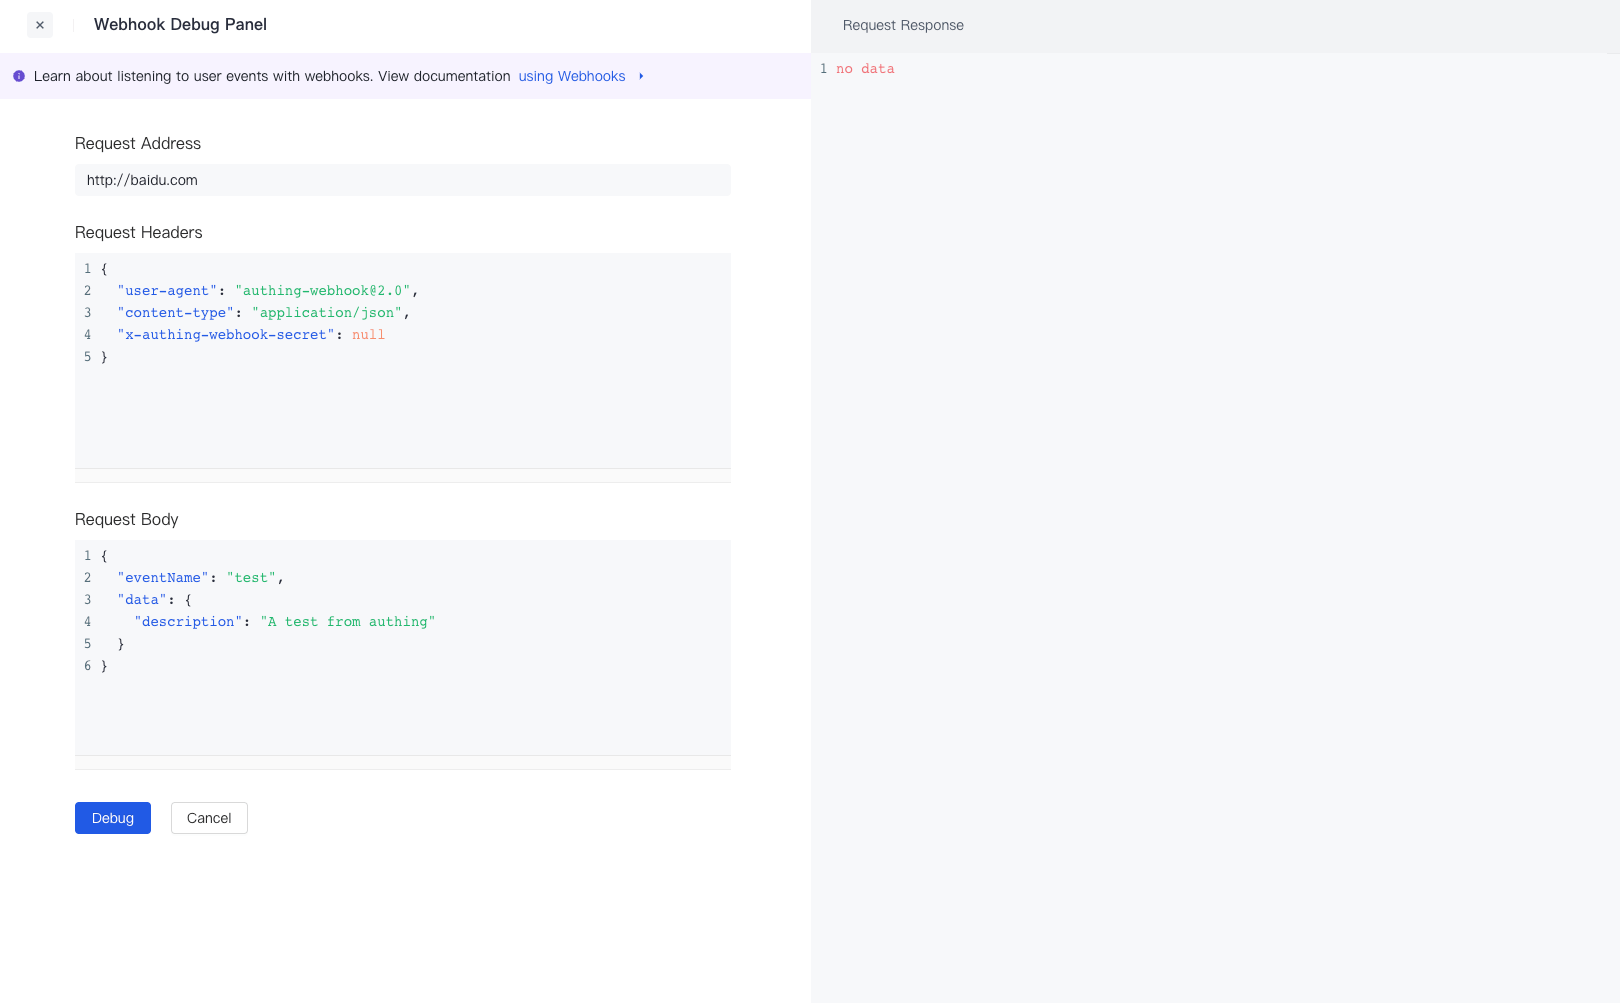 Webhook Debug Panel
Learn about listening to user events with webhooks. View documentation using Webhooks
Request Address
http://baidu.com
Request Headers
1 {
2   "user-agent": "authing-webhook@2.0",
3   "content-type": "application/json",
4   "x-authing-webhook-secret": null
5 }
Request Body
1 {
2   "eventName": "test",
3   "data": {
4     "description": "A test from authing"
5   }
6 }
Debug Cancel
Request Response
1 no data